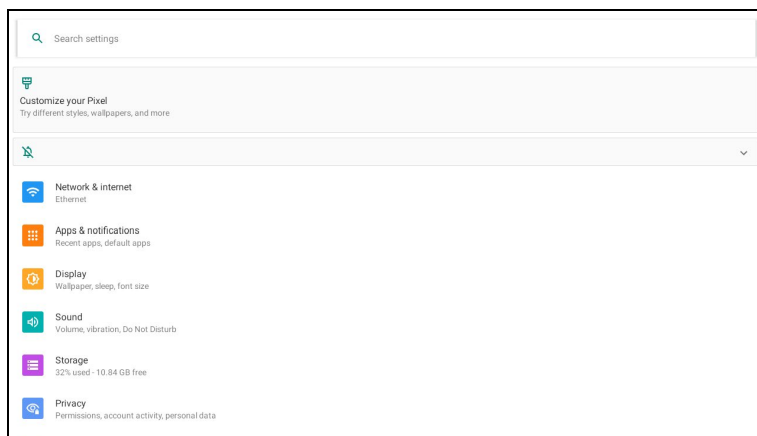 Search settings
Customize your Pixel
Try different styles, wallpapers, and more
Network & internet
Ethernet
Apps & notifications
Recent apps, default apps
Display
Wallpaper, sleep, font size
Sound
Volume, vibration, Do Not Disturb
Storage
32% used - 10.84 GB free
Privacy
Permissions, account activity, personal data